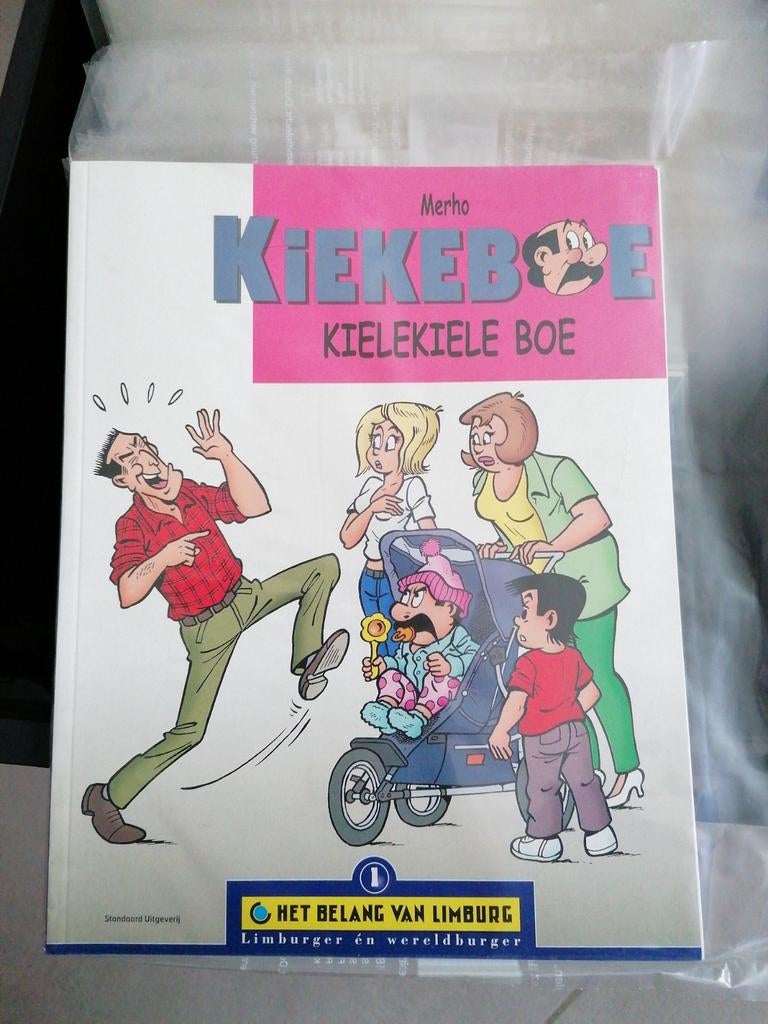 Merho
KiEKEBOE
KIELEKIELE BOE
Standaard Uitgeverij
1
HET BELANG VAN LIMBURG
Limburger én wereldburger